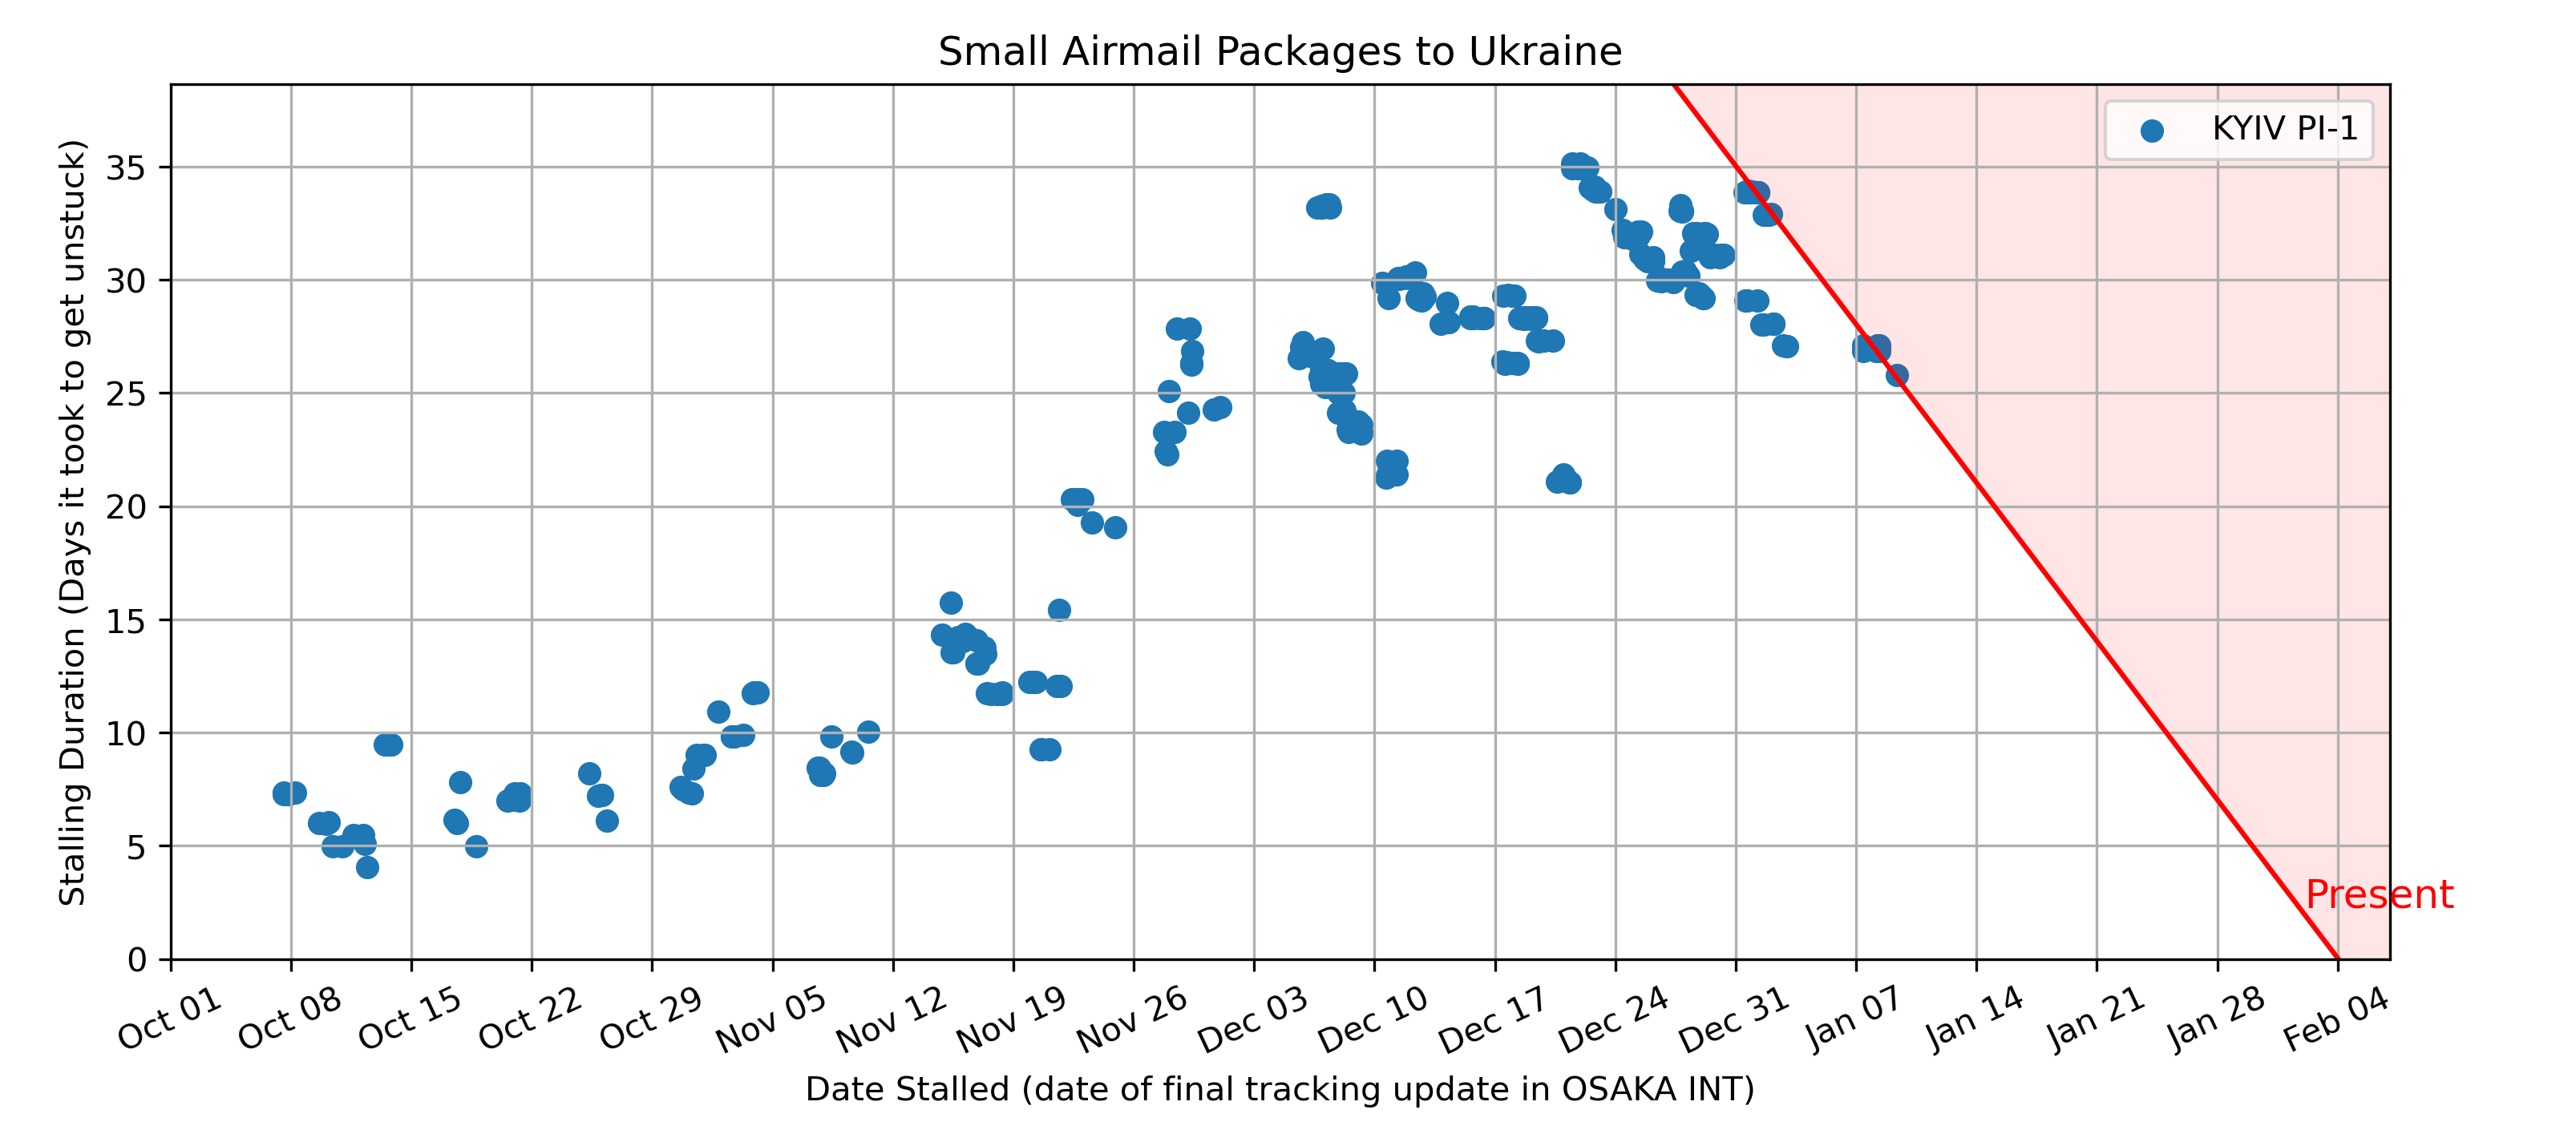 Small Airmail Packages to Ukraine
KYIV PI-1
Stalling Duration (Days it took to get unstuck)
35
30
25
20
15
10
5
0
Present
Oct 01
Oct 08
Oct 15
Oct 22
Oct 29
Nov 05
Nov 12
Nov 19
Nov 26
Dec 03
Dec 10
Dec 17
Dec 24
Dec 31
Jan 07
Jan 14
Jan 21
Jan 28
Feb 04
Date Stalled (date of final tracking update in OSAKA INT)